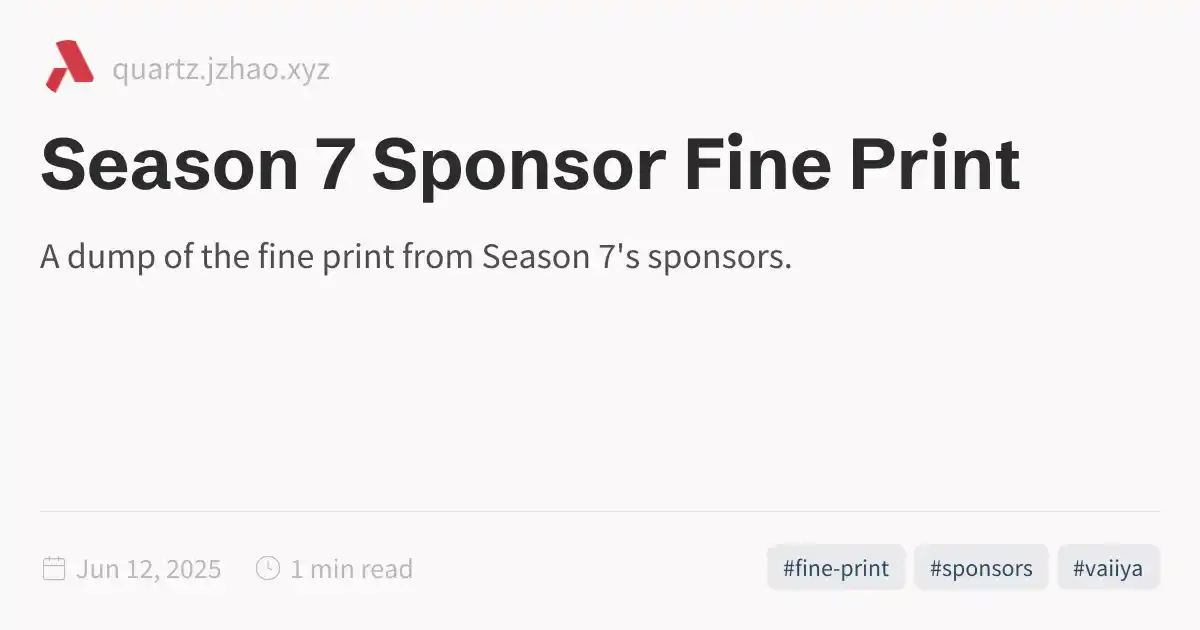 quartz.jzhao.xyz
Season 7 Sponsor Fine Print
A dump of the fine print from Season 7's sponsors.
Jun 12, 2025 1 min read #fine-print #sponsors #vaiiya